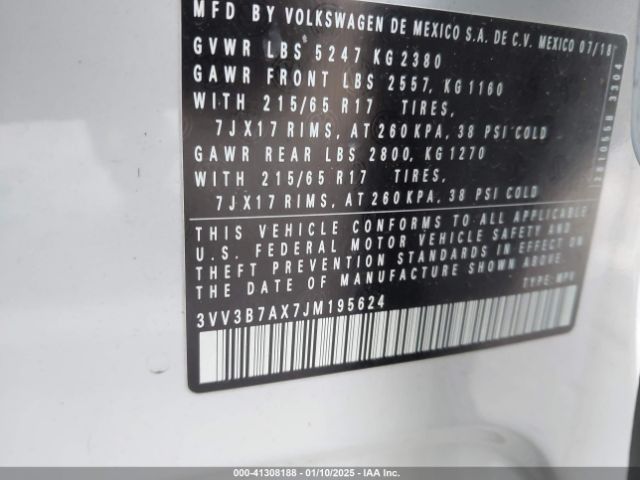 MFD BY VOLKSWAGEN DE MEXICO S.A. DE C.V. MEXICO 07/18
GVWR LBS 5247 KG 2380
GAWR FRONT LBS 2557, KG 1160
WITH 215/65 R17 TIRES,
7JX17 RIMS, AT 260 KPA, 38 PSI COLD
GAWR REAR LBS 2800, KG 1270
WITH 215/65 R17 TIRES,
7JX17 RIMS, AT 260 KPA, 38 PSI COLD
THIS VEHICLE CONFORMS TO ALL APPLICABLE
U.S. FEDERAL MOTOR VEHICLE SAFETY AND
THEFT PREVENTION STANDARDS IN EFFECT ON
THE DATE OF MANUFACTURE SHOWN ABOVE.
3VV3B7AX7JM195624
TYPE: MPV
3304
000-41308188 - 01/10/2025 - IAA Inc.